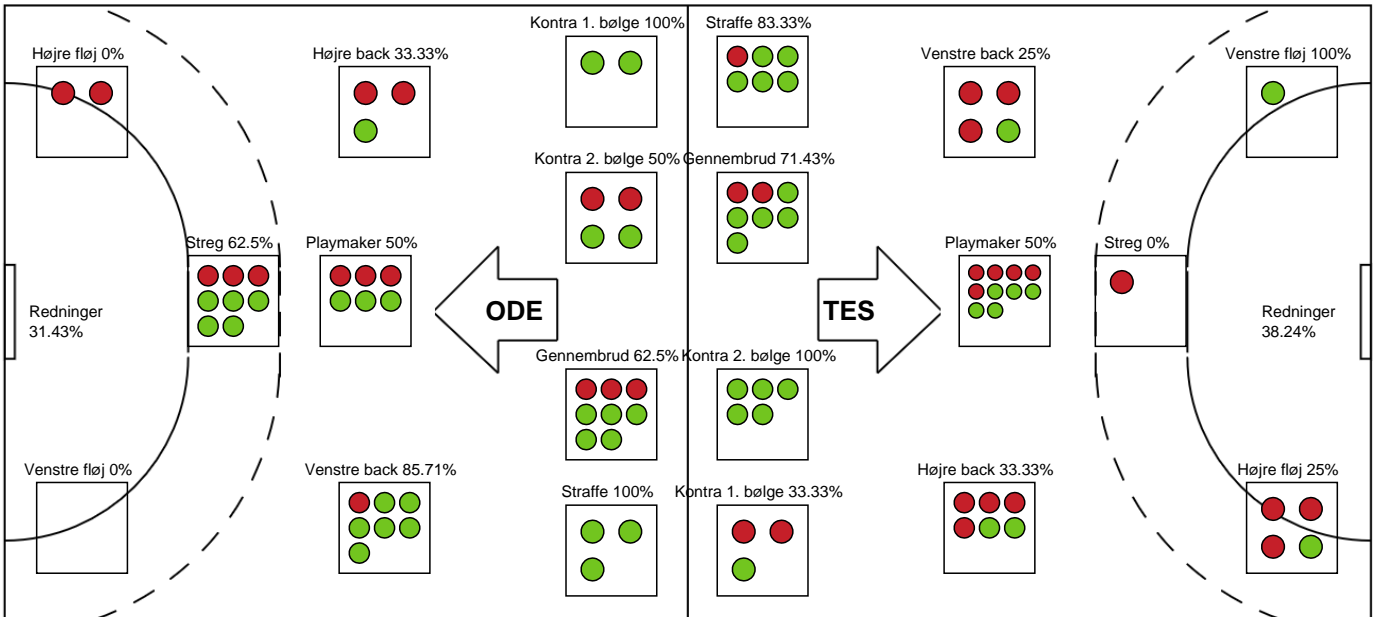 Kontra 1. bølge 100%
Straffe 83.33%
Højre fløj 0%
Højre back 33.33%
Venstre back 25%
Venstre fløj 100%
Kontra 2. bølge 50%
Gennembrud 71.43%
Streg 62.5%
Playmaker 50%
Playmaker 50%
Streg 0%
Redninger
31.43%
ODE
TES
Redninger
38.24%
Gennembrud 62.5%
Kontra 2. bølge 100%
Venstre fløj 0%
Venstre back 85.71%
Højre back 33.33%
Højre fløj 25%
Straffe 100%
Kontra 1. bølge 33.33%